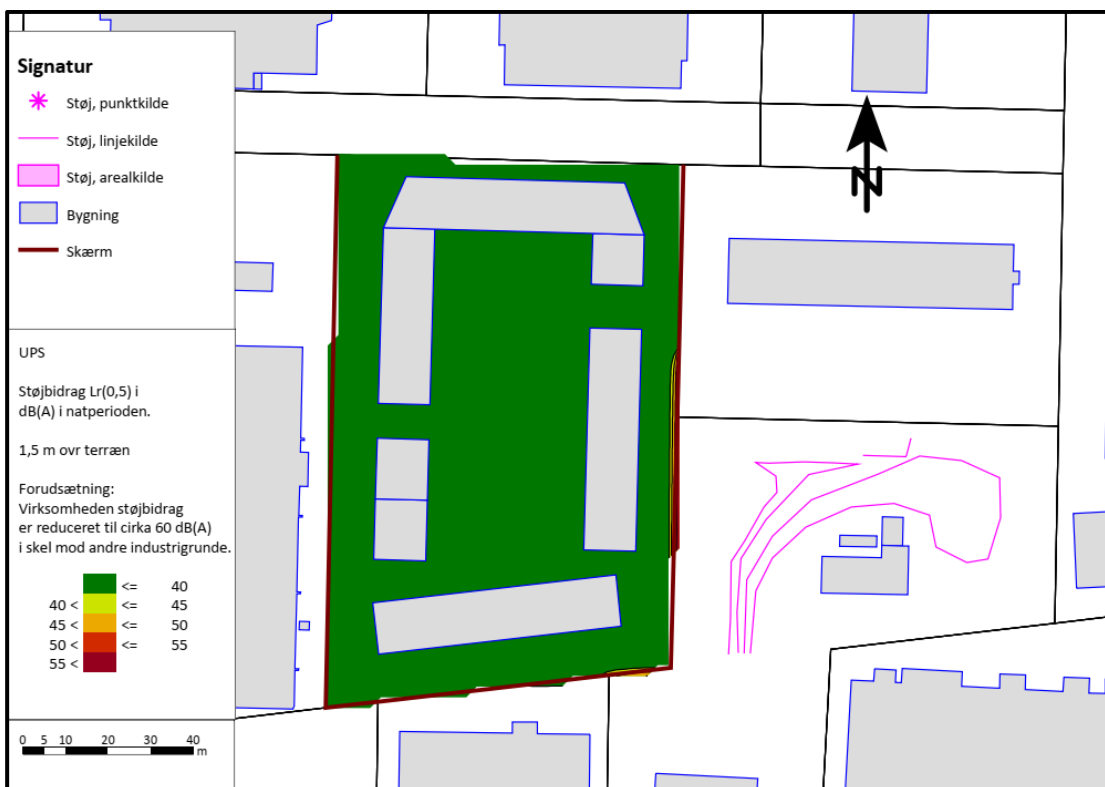 Signatur
Støj, punktkilde
Støj, linjekilde
Støj, arealkilde
Bygning
Skærm
UPS
Støjbidrag Lr(0,5) i
dB(A) i natperioden.
1,5 m ovr terræn
Forudsætning:
Virksomheden støjbidrag
er reduceret til cirka 60 dB(A)
i skel mod andre industrigrunde.
<= 40
40 < <= 45
45 < <= 50
50 < <= 55
55 <
0 5 10 20 30 40
m
N